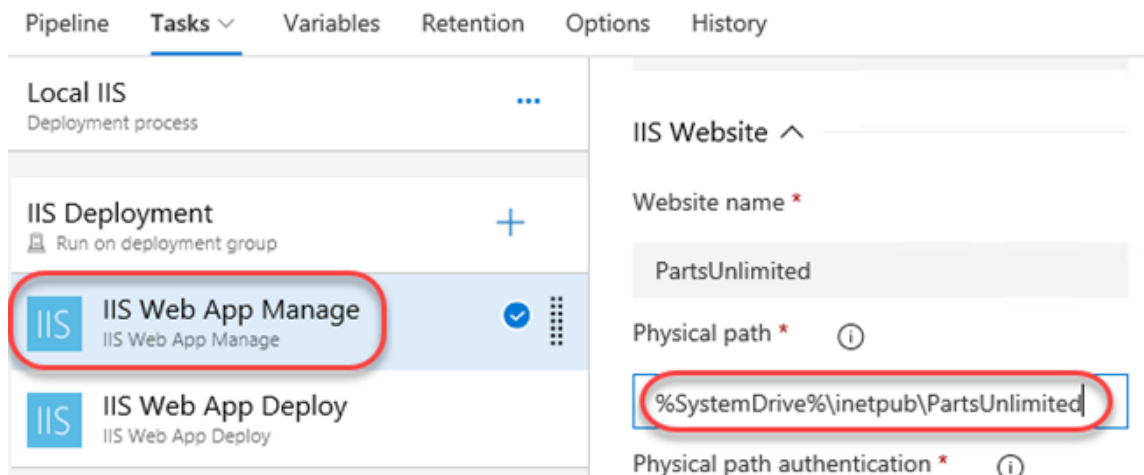 Pipeline Tasks Variables Retention Options History
Local IIS
Deployment process
IIS Deployment
Run on deployment group
IIS
IIS Web App Manage
IIS Web App Manage
IIS
IIS Web App Deploy
IIS Web App Deploy
IIS Website
Website name *
PartsUnlimited
Physical path *
%SystemDrive%\inetpub\PartsUnlimited
Physical path authentication *